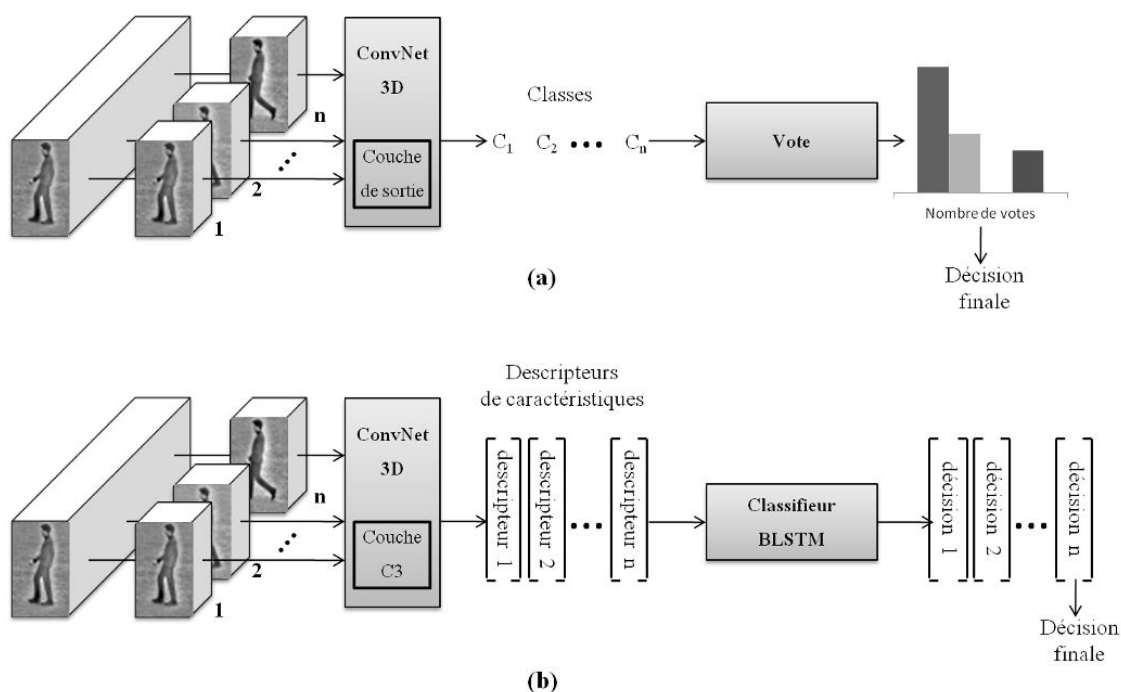 ConvNet
3D
n
Classes
C1 C2 ••• Cn
Vote
Couche
de sortie
2
1
Nombre de votes
(a)
Décision
finale
Descripteurs
de caractéristiques
ConvNet
3D
n
descripteur 1
descripteur 2
•••
descripteur n
Classifieur
BLSTM
décision 1
décision 2
•••
décision n
Couche
C3
2
1
Décision
finale
(b)